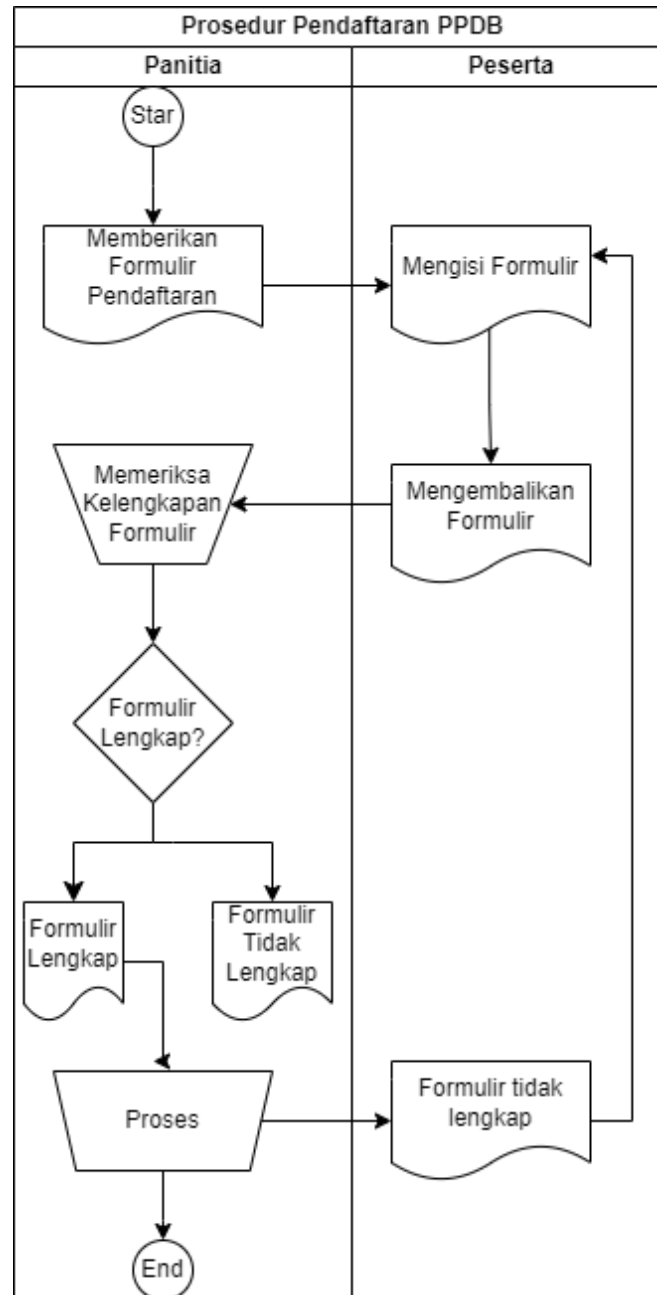 Prosedur Pendaftaran PPDB
Panitia
Peserta
Star
Memberikan
Formulir
Pendaftaran
Mengisi Formulir
Memeriksa
Kelengkapan
Formulir
Mengembalikan
Formulir
Formulir
Lengkap?
Formulir
Lengkap
Formulir
Tidak
Lengkap
Proses
Formulir tidak
lengkap
End